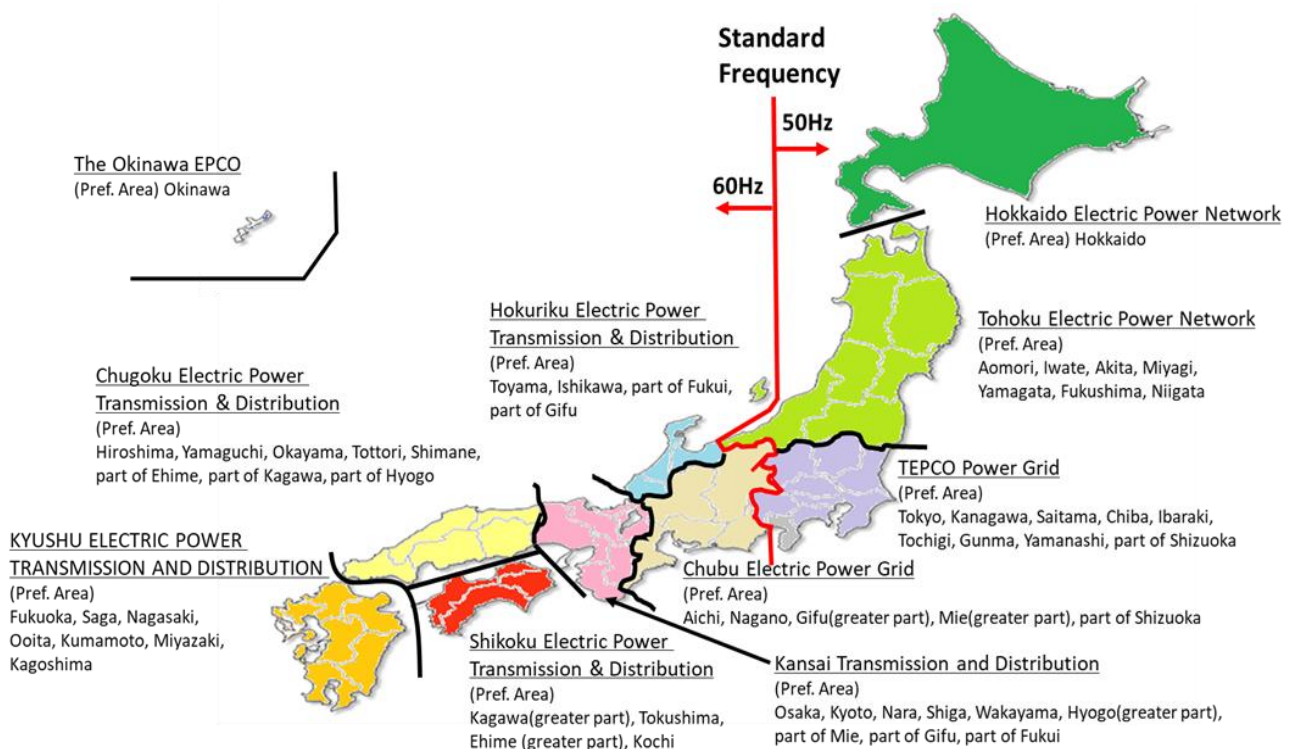 Standard
Frequency
50Hz
60Hz
The Okinawa EPCO
(Pref. Area) Okinawa
Hokkaido Electric Power Network
(Pref. Area) Hokkaido
Hokuriku Electric Power
Transmission & Distribution
(Pref. Area)
Toyama, Ishikawa, part of Fukui,
part of Gifu
Tohoku Electric Power Network
(Pref. Area)
Aomori, Iwate, Akita, Miyagi,
Yamagata, Fukushima, Niigata
Chugoku Electric Power
Transmission & Distribution
(Pref. Area)
Hiroshima, Yamaguchi, Okayama, Tottori, Shimane,
part of Ehime, part of Kagawa, part of Hyogo
TEPCO Power Grid
(Pref. Area)
Tokyo, Kanagawa, Saitama, Chiba, Ibaraki,
Tochigi, Gunma, Yamanashi, part of Shizuoka
KYUSHU ELECTRIC POWER
TRANSMISSION AND DISTRIBUTION
(Pref. Area)
Fukuoka, Saga, Nagasaki,
Ooita, Kumamoto, Miyazaki,
Kagoshima
Chubu Electric Power Grid
(Pref. Area)
Aichi, Nagano, Gifu(greater part), Mie(greater part), part of Shizuoka
Shikoku Electric Power
Transmission & Distribution
(Pref. Area)
Kagawa(greater part), Tokushima,
Ehime (greater part), Kochi
Kansai Transmission and Distribution
(Pref. Area)
Osaka, Kyoto, Nara, Shiga, Wakayama, Hyogo(greater part),
part of Mie, part of Gifu, part of Fukui